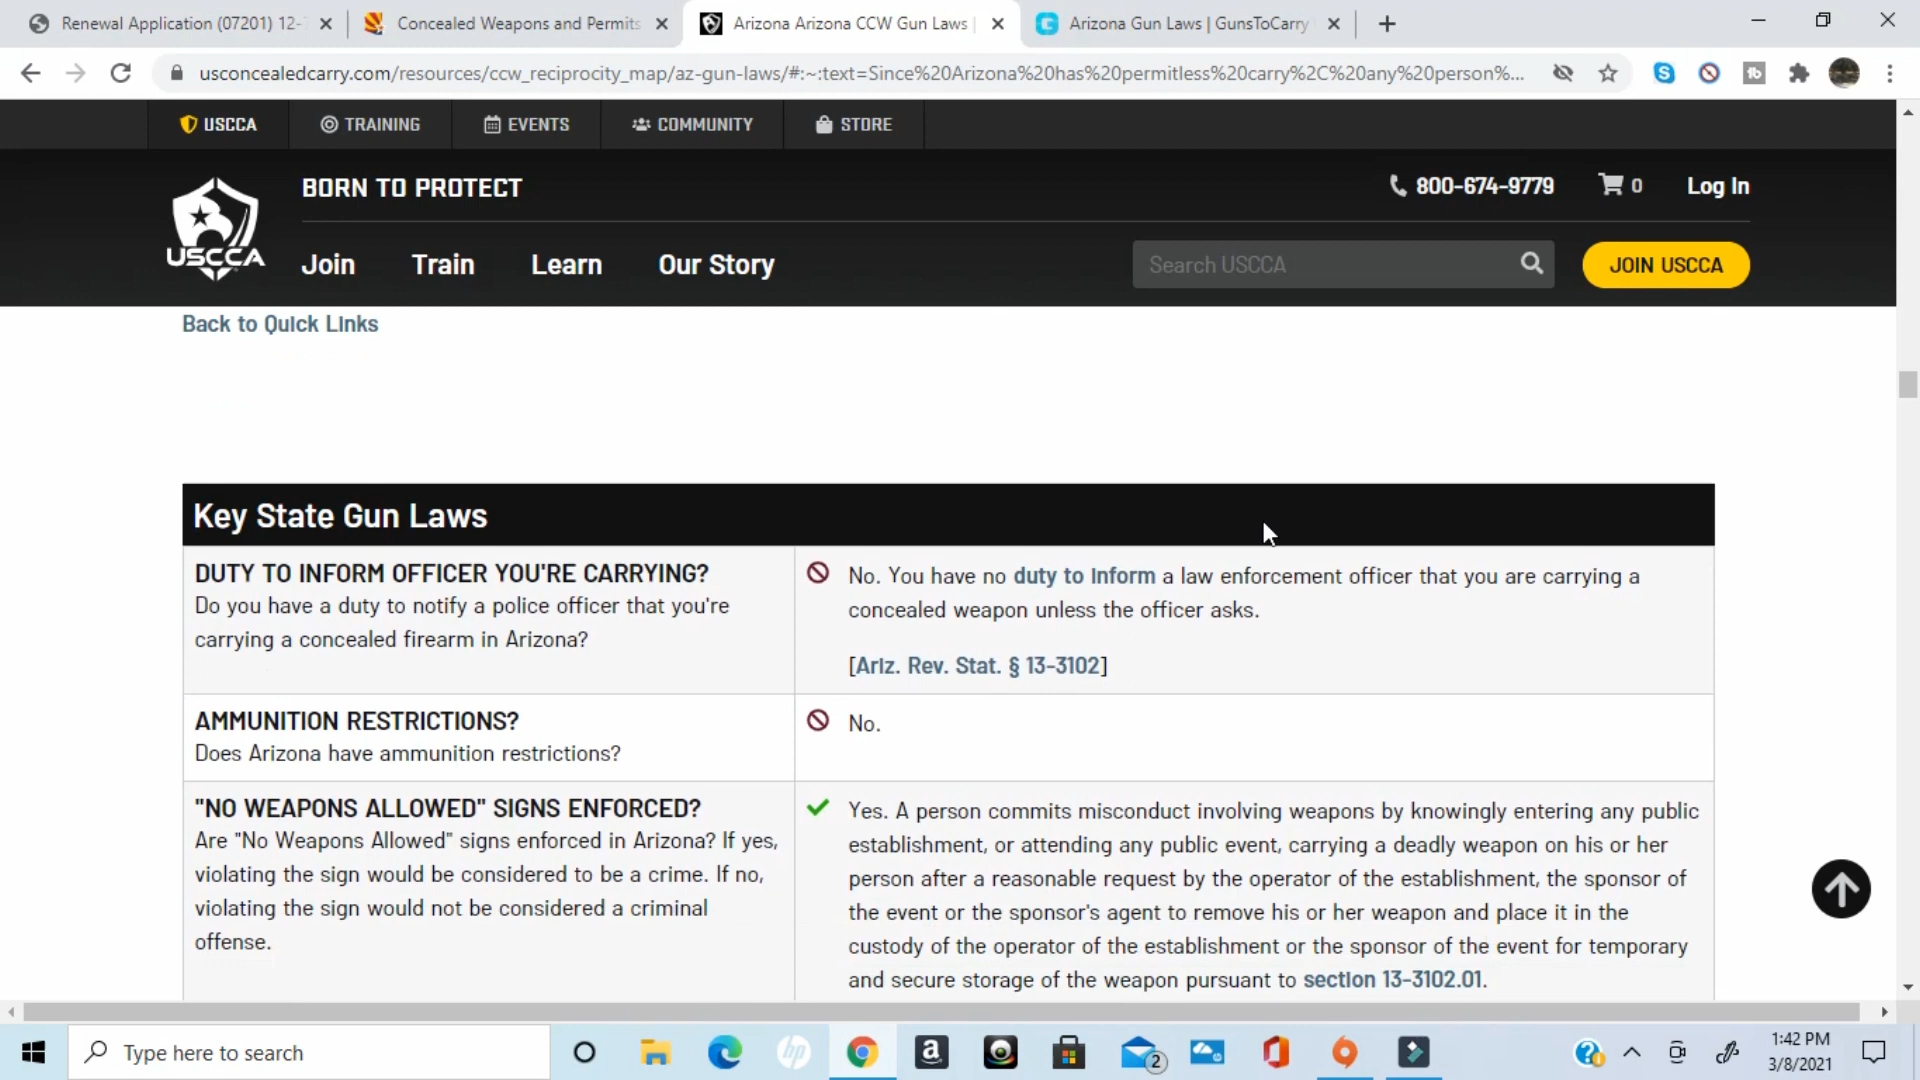 Renewal Application (07201) 12-
Concealed Weapons and Permits
Arizona Arizona CCW Gun Laws |
Arizona Gun Laws | GunsToCarry
usconcealedcarry.com/resources/ccw_reciprocity_map/az-gun-laws/#:~:text=Since%20Arizona%20has%20permitless%20carry%2C%20any%20person%...
USCCA
TRAINING
EVENTS
COMMUNITY
STORE
BORN TO PROTECT
800-674-9779
0
Log In
USCCA
Join
Train
Learn
Our Story
Search USCCA
JOIN USCCA
Back to Quick Links
Key State Gun Laws
DUTY TO INFORM OFFICER YOU'RE CARRYING?
Do you have a duty to notify a police officer that you're
carrying a concealed firearm in Arizona?
No. You have no duty to inform a law enforcement officer that you are carrying a
concealed weapon unless the officer asks.
[Ariz. Rev. Stat. § 13-3102]
AMMUNITION RESTRICTIONS?
Does Arizona have ammunition restrictions?
No.
"NO WEAPONS ALLOWED" SIGNS ENFORCED?
Are "No Weapons Allowed" signs enforced in Arizona? If yes,
violating the sign would be considered to be a crime. If no,
violating the sign would not be considered a criminal
offense.
Yes. A person commits misconduct involving weapons by knowingly entering any public
establishment, or attending any public event, carrying a deadly weapon on his or her
person after a reasonable request by the operator of the establishment, the sponsor of
the event or the sponsor's agent to remove his or her weapon and place it in the
custody of the operator of the establishment or the sponsor of the event for temporary
and secure storage of the weapon pursuant to section 13-3102.01.
Type here to search
hp
a
2
1:42 PM
3/8/2021